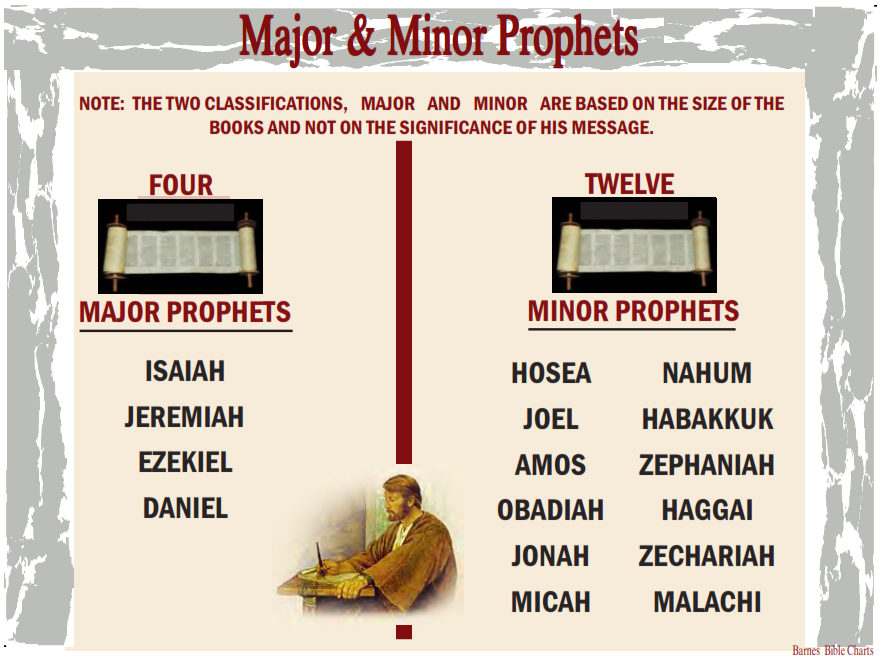 Major & Minor Prophets
NOTE: THE TWO CLASSIFICATIONS, MAJOR AND MINOR ARE BASED ON THE SIZE OF THE
BOOKS AND NOT ON THE SIGNIFICANCE OF HIS MESSAGE.
FOUR
MAJOR PROPHETS
ISAIAH
JEREMIAH
EZEKIEL
DANIEL
TWELVE
MINOR PROPHETS
HOSEA
JOEL
AMOS
OBADIAH
JONAH
MICAH
NAHUM
HABAKKUK
ZEPHANIAH
HAGGAI
ZECHARIAH
MALACHI
Barnes Bible Charts